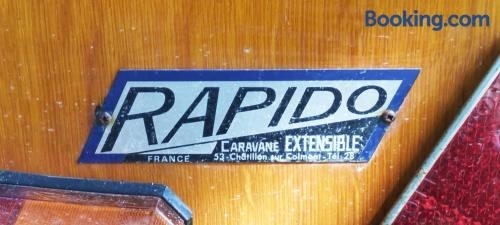 Booking.com
RAPIDO
CARAVANE EXTENSIBLE
FRANCE 53-Châtillon sur Colmont-Tél.28